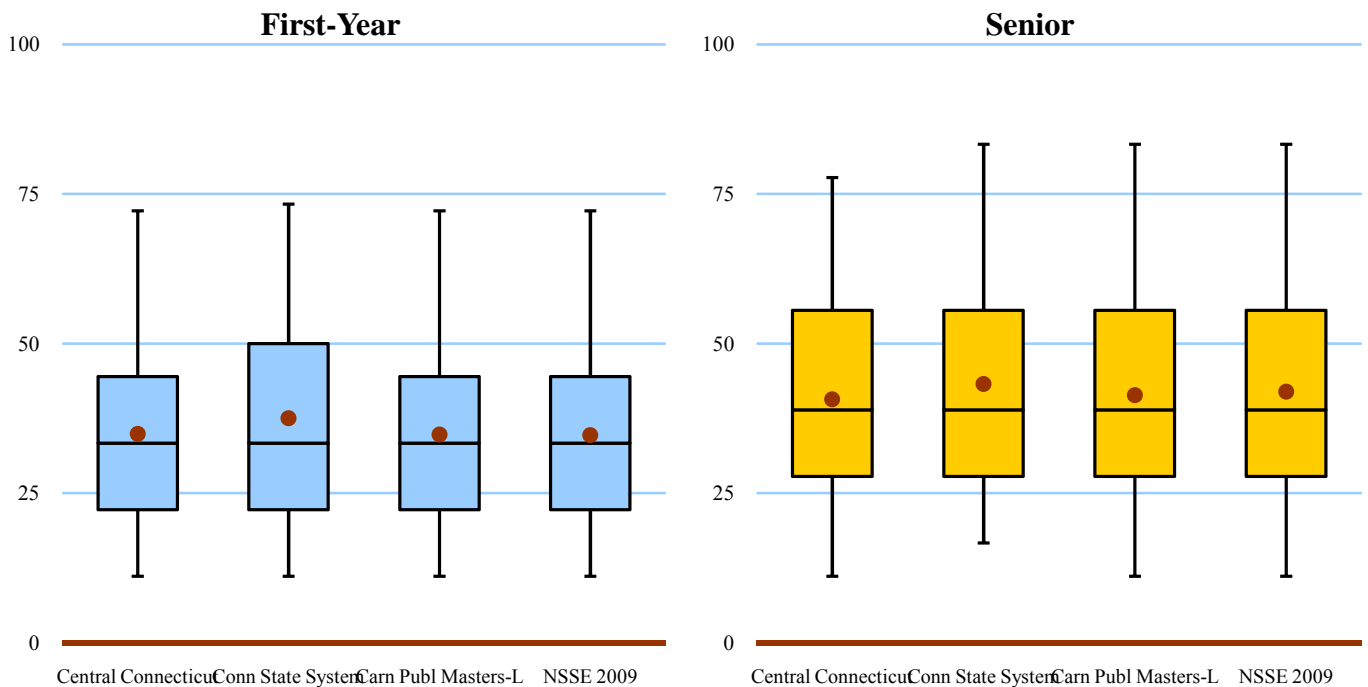 First-Year
100
75
50
25
0
Central Connecticut Conn State System Carn Publ Masters-L NSSE 2009
Senior
100
75
50
25
0
Central Connecticut Conn State System Carn Publ Masters-L NSSE 2009